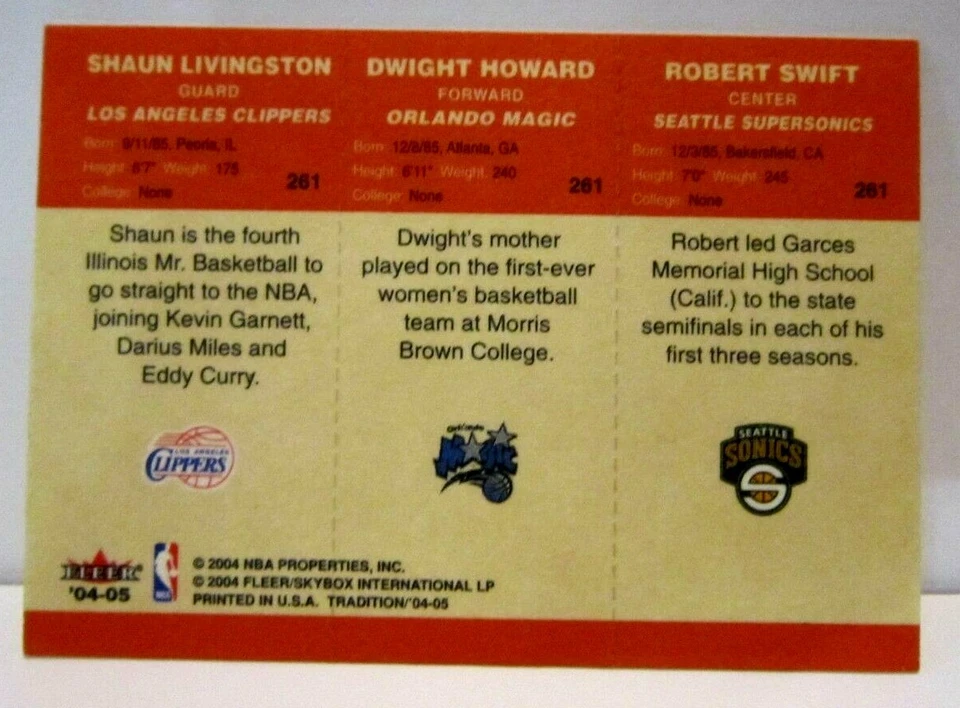 SHAUN LIVINGSTON
GUARD
LOS ANGELES CLIPPERS
Born: 9/11/85, Peoria, IL
Height: 6'7" Weight: 175
College: None
261
Shaun is the fourth
Illinois Mr. Basketball to
go straight to the NBA,
joining Kevin Garnett,
Darius Miles and
Eddy Curry.
LOS ANGELES
CLIPPERS
DWIGHT HOWARD
FORWARD
ORLANDO MAGIC
Born: 12/8/85, Atlanta, GA
Height: 6'11" Weight: 240
College: None
261
Dwight's mother
played on the first-ever
women's basketball
team at Morris
Brown College.
Orlando
Magic
ROBERT SWIFT
CENTER
SEATTLE SUPERSONICS
Born: 12/3/85, Bakersfield, CA
Height: 7'0" Weight: 245
College: None
261
Robert led Garces
Memorial High School
(Calif.) to the state
semifinals in each of his
first three seasons.
SEATTLE
SONICS
FLEER
'04-05
© 2004 NBA PROPERTIES, INC.
© 2004 FLEER/SKYBOX INTERNATIONAL LP
PRINTED IN U.S.A. TRADITION/'04-05